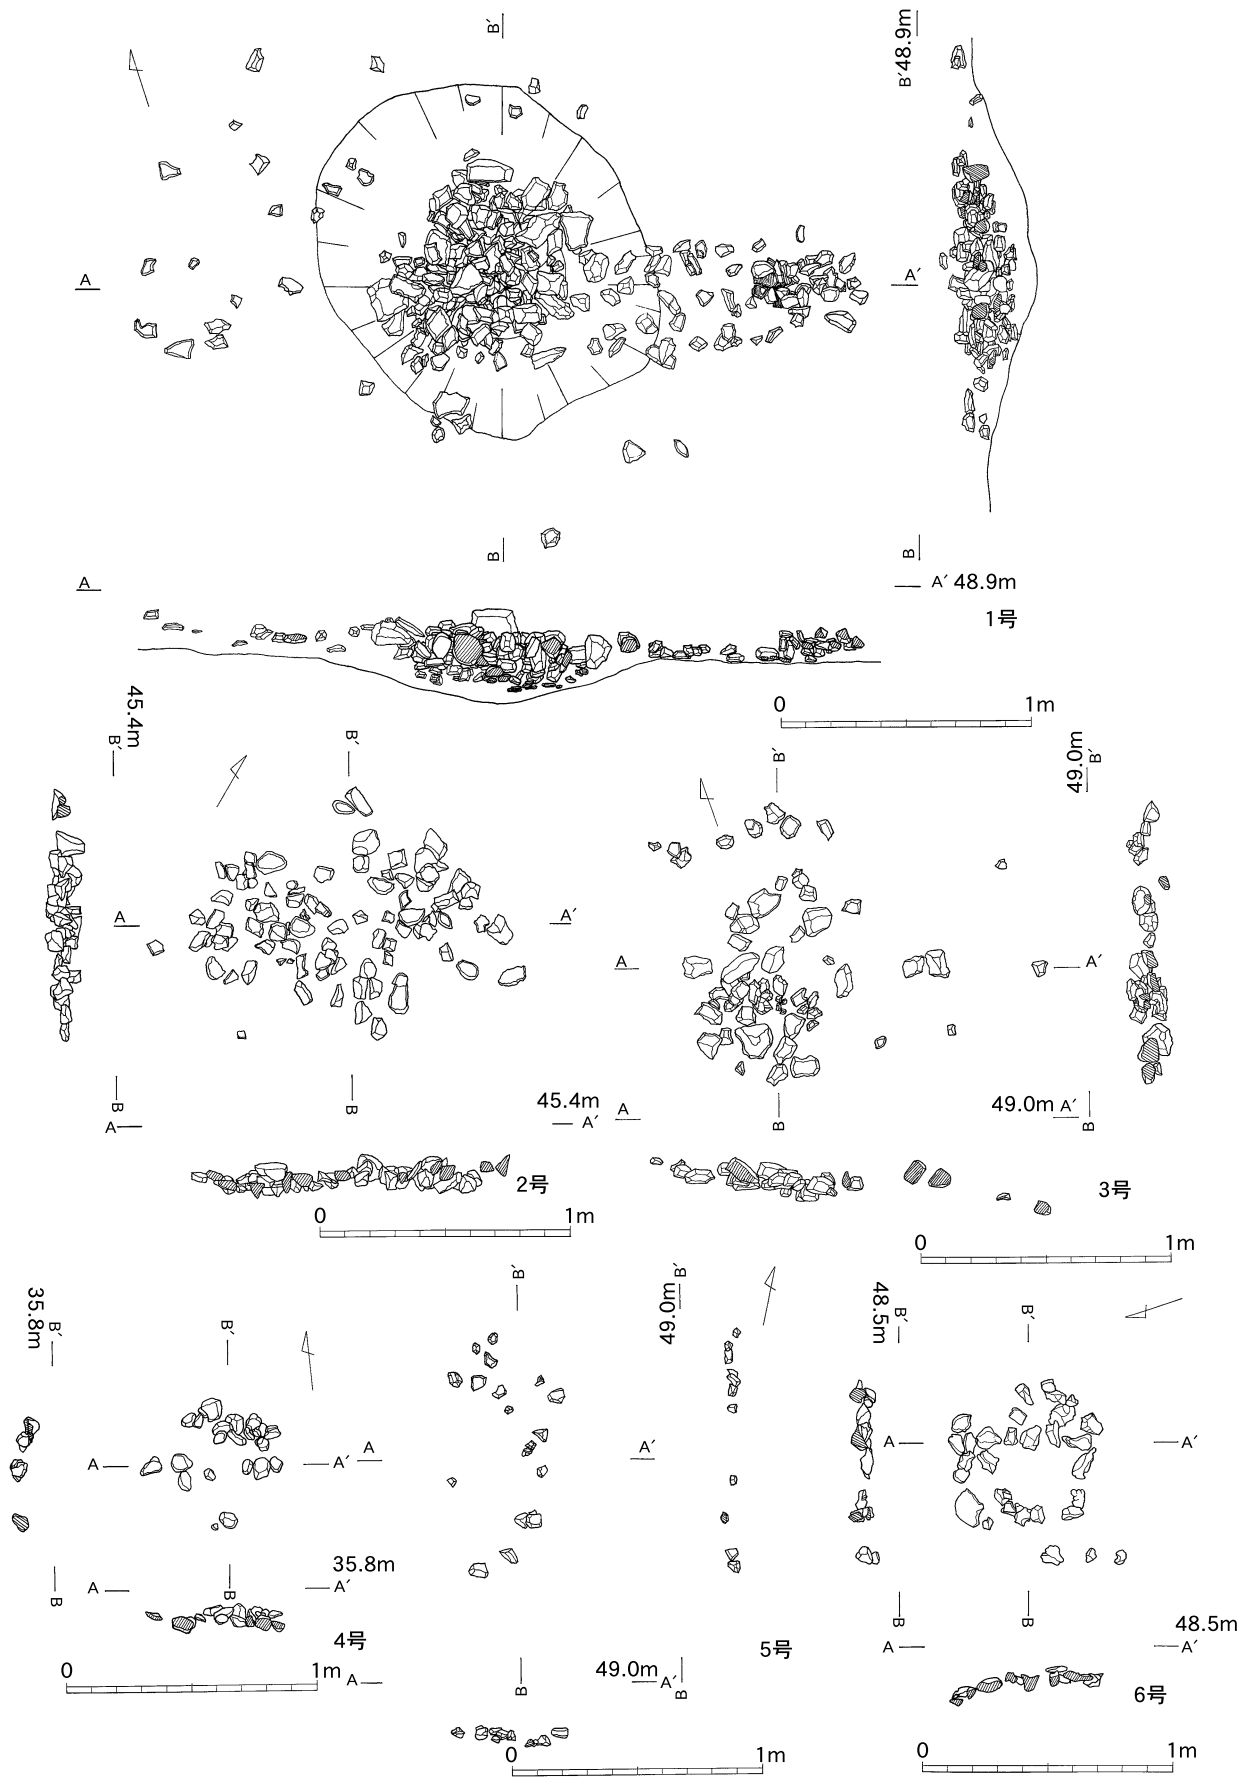 B′
B′ 48.9m
A
A′
B
B
A
A′ 48.9m
1号
0 1m
45.4m
B′
B′
A
A′
B
B
45.4m
A
A′
2号
0 1m
49.0m
B′
B′
A
A′
B
B
49.0m
A
A′
3号
0 1m
35.8m
B′
B′
A
A′
B
B
35.8m
A
A′
4号
0 1m
49.0m
B′
B′
A
A′
B
B
49.0m
A
A′
5号
0 1m
48.5m
B′
B′
A
A′
B
B
48.5m
A
A′
6号
0 1m